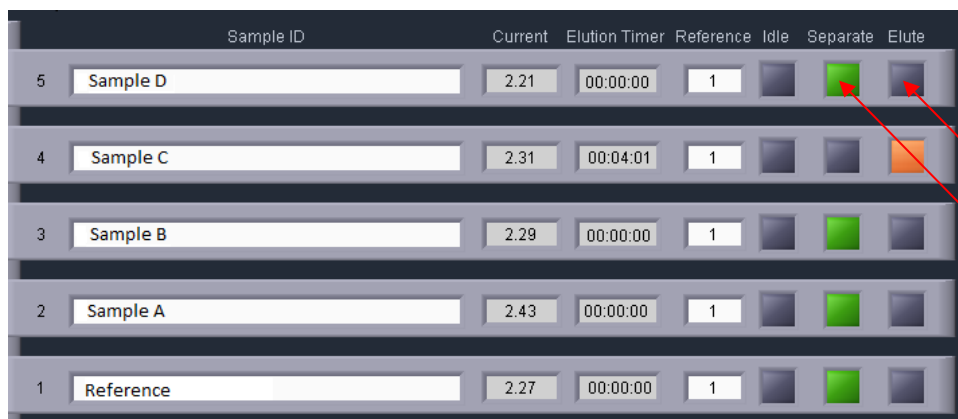 Sample ID Current Elution Timer Reference Idle Separate Elute
5 Sample D 2.21 00:00:00 1
4 Sample C 2.31 00:04:01 1
3 Sample B 2.29 00:00:00 1
2 Sample A 2.43 00:00:00 1
1 Reference 2.27 00:00:00 1